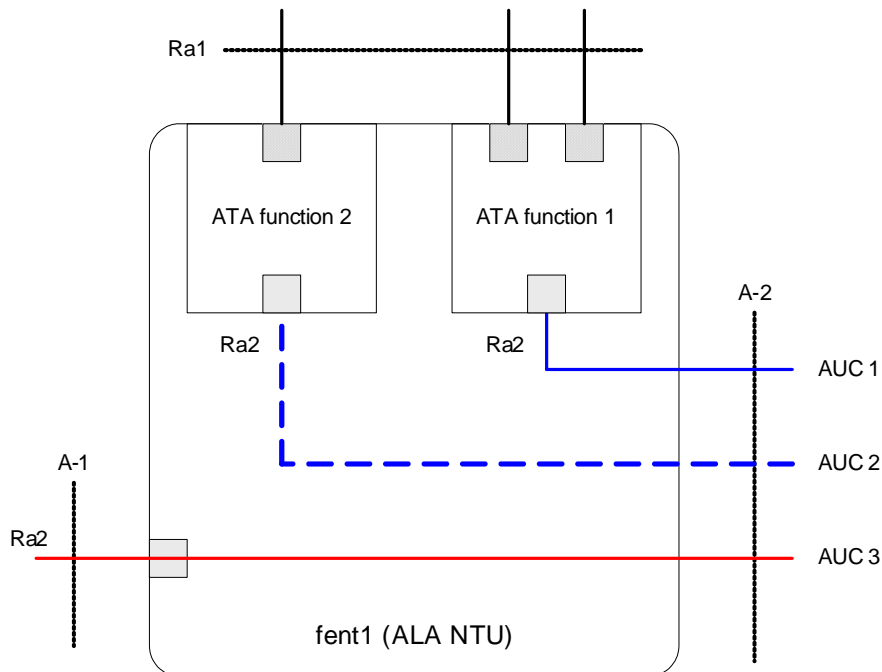 Ra1
ATA function 2
ATA function 1
A-2
Ra2
Ra2
AUC 1
A-1
AUC 2
Ra2
AUC 3
fent1 (ALA NTU)